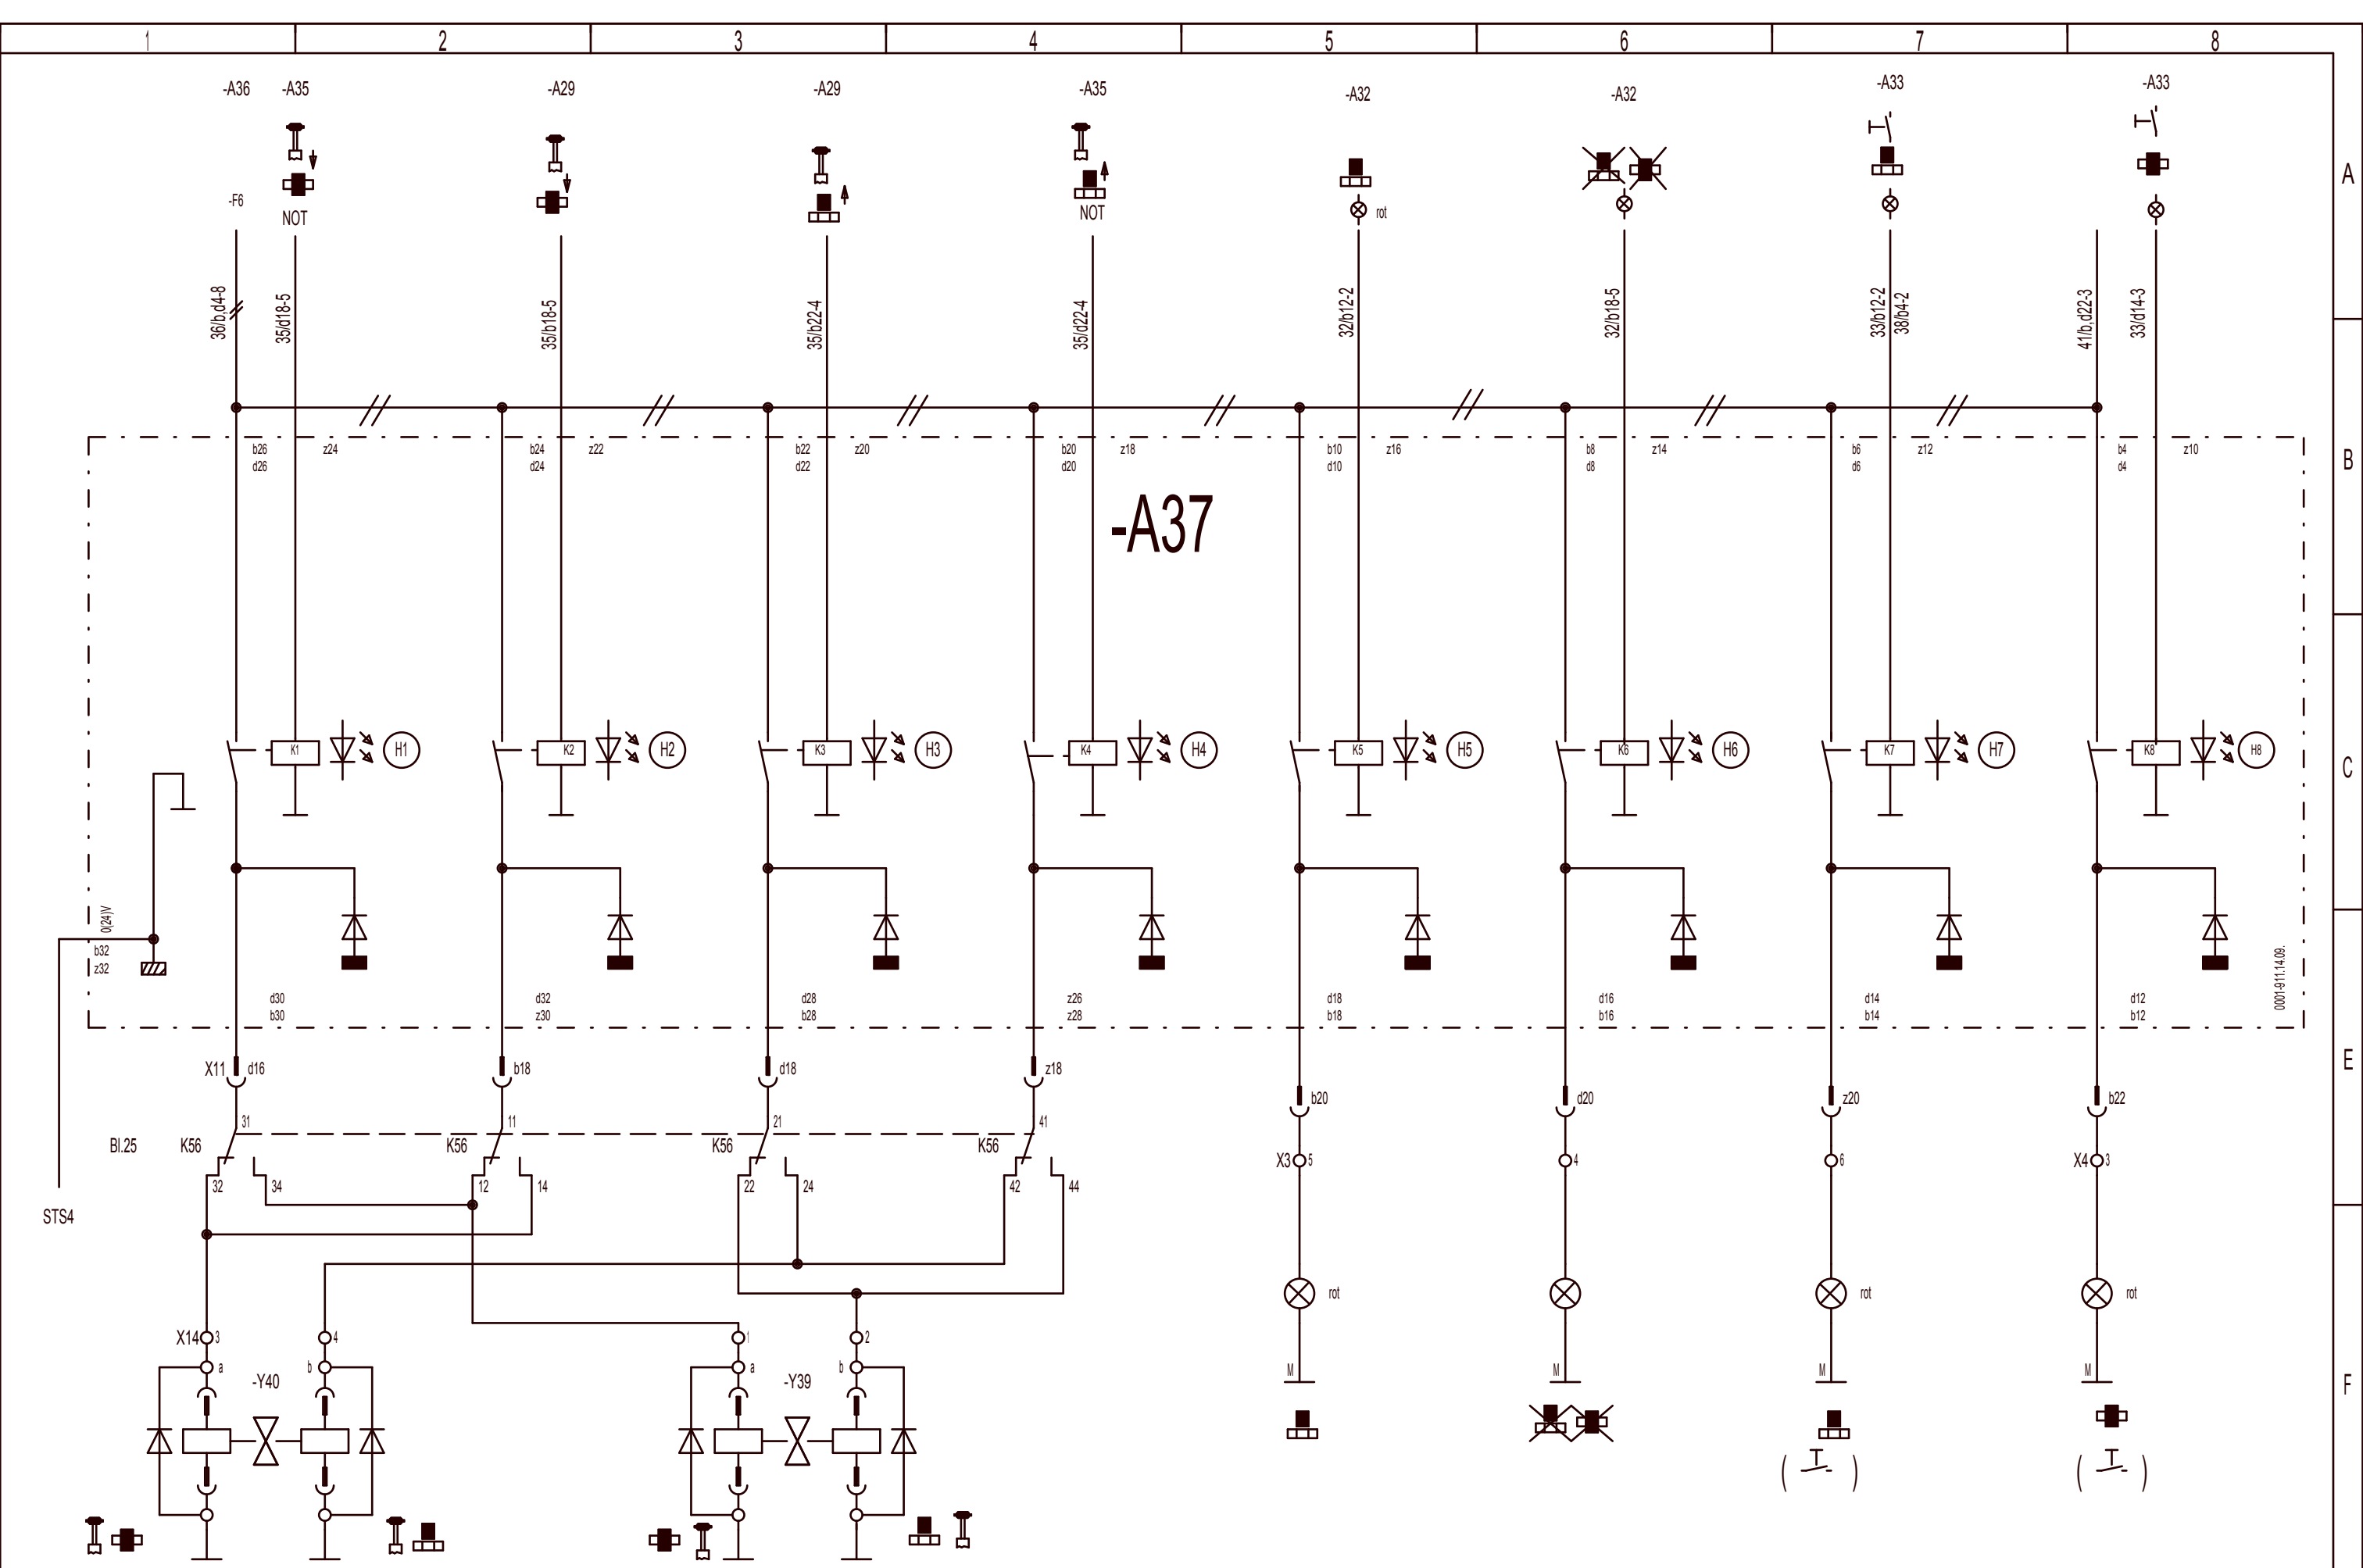 1 2 3 4 5 6 7 8
-A36 -A35 -A29 -A29 -A35 -A32 -A32 -A33 -A33
A
-F6 NOT NOT rot
36/b,d4-8 35/d18-5 35/b18-5 35/b22-4 35/d22-4 32/b12-2 32/b18-5 33/b12-2 38/b4-2 41/b,d22-3 33/d14-3
b26 z24 b24 z22 b22 z20 b20 z18 b10 z16 b8 z14 b6 z12 b4 z10
d26 d24 d22 d20 d10 d8 d6 d4
B
-A37
K1 H1 K2 H2 K3 H3 K4 H4 K5 H5 K6 H6 K7 H7 K8 H8
C
0(24)V
b32
z32
0001-911.14.09.
d30 d32 d28 z26 d18 d16 d14 d12
b30 z30 b28 z28 b18 b16 b14 b12
X11 d16 b18 d18 z18
E
b20 d20 z20 b22
31 11 21 41
Bl.25 K56 K56 K56 K56
X3 5 4 6 X4 3
32 34 12 14 22 24 42 44
STS4
rot rot rot
X14 3 4 1 2
a b a b
M M M M
-Y40 -Y39
F
( ) ( )